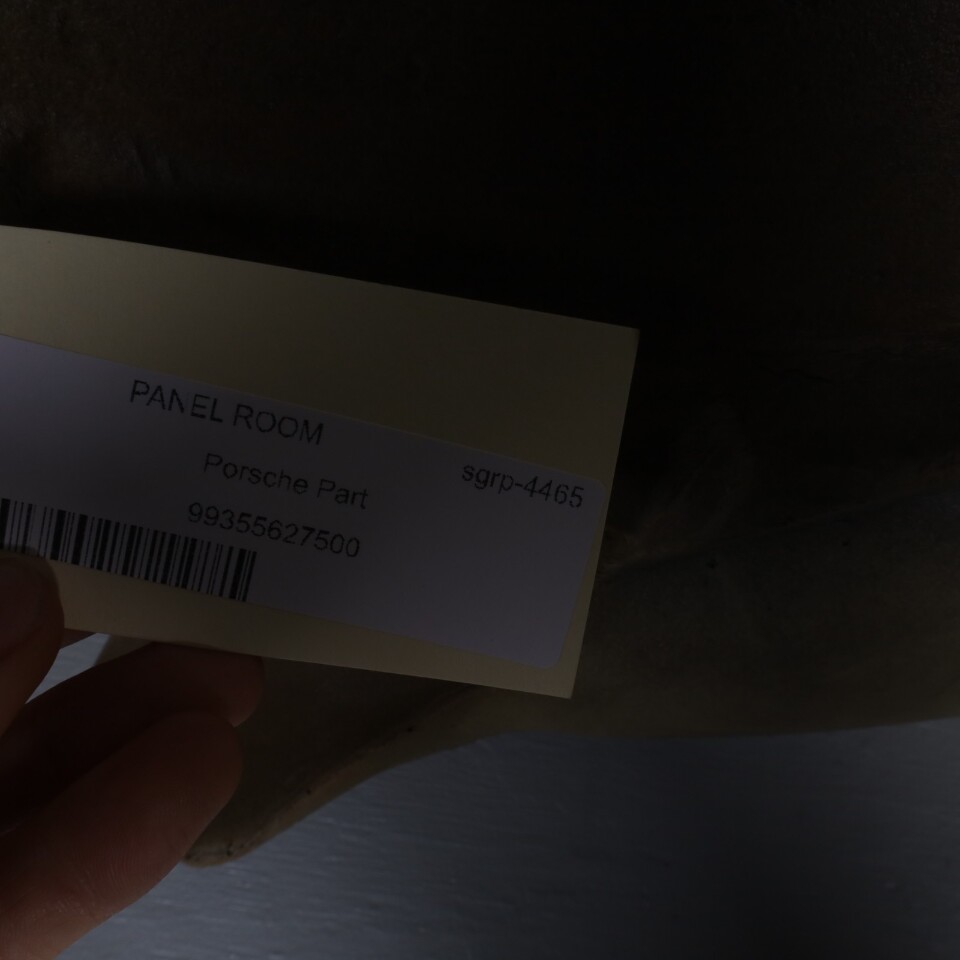 PANEL ROOM
Porsche Part
sgrp-4465
99355627500